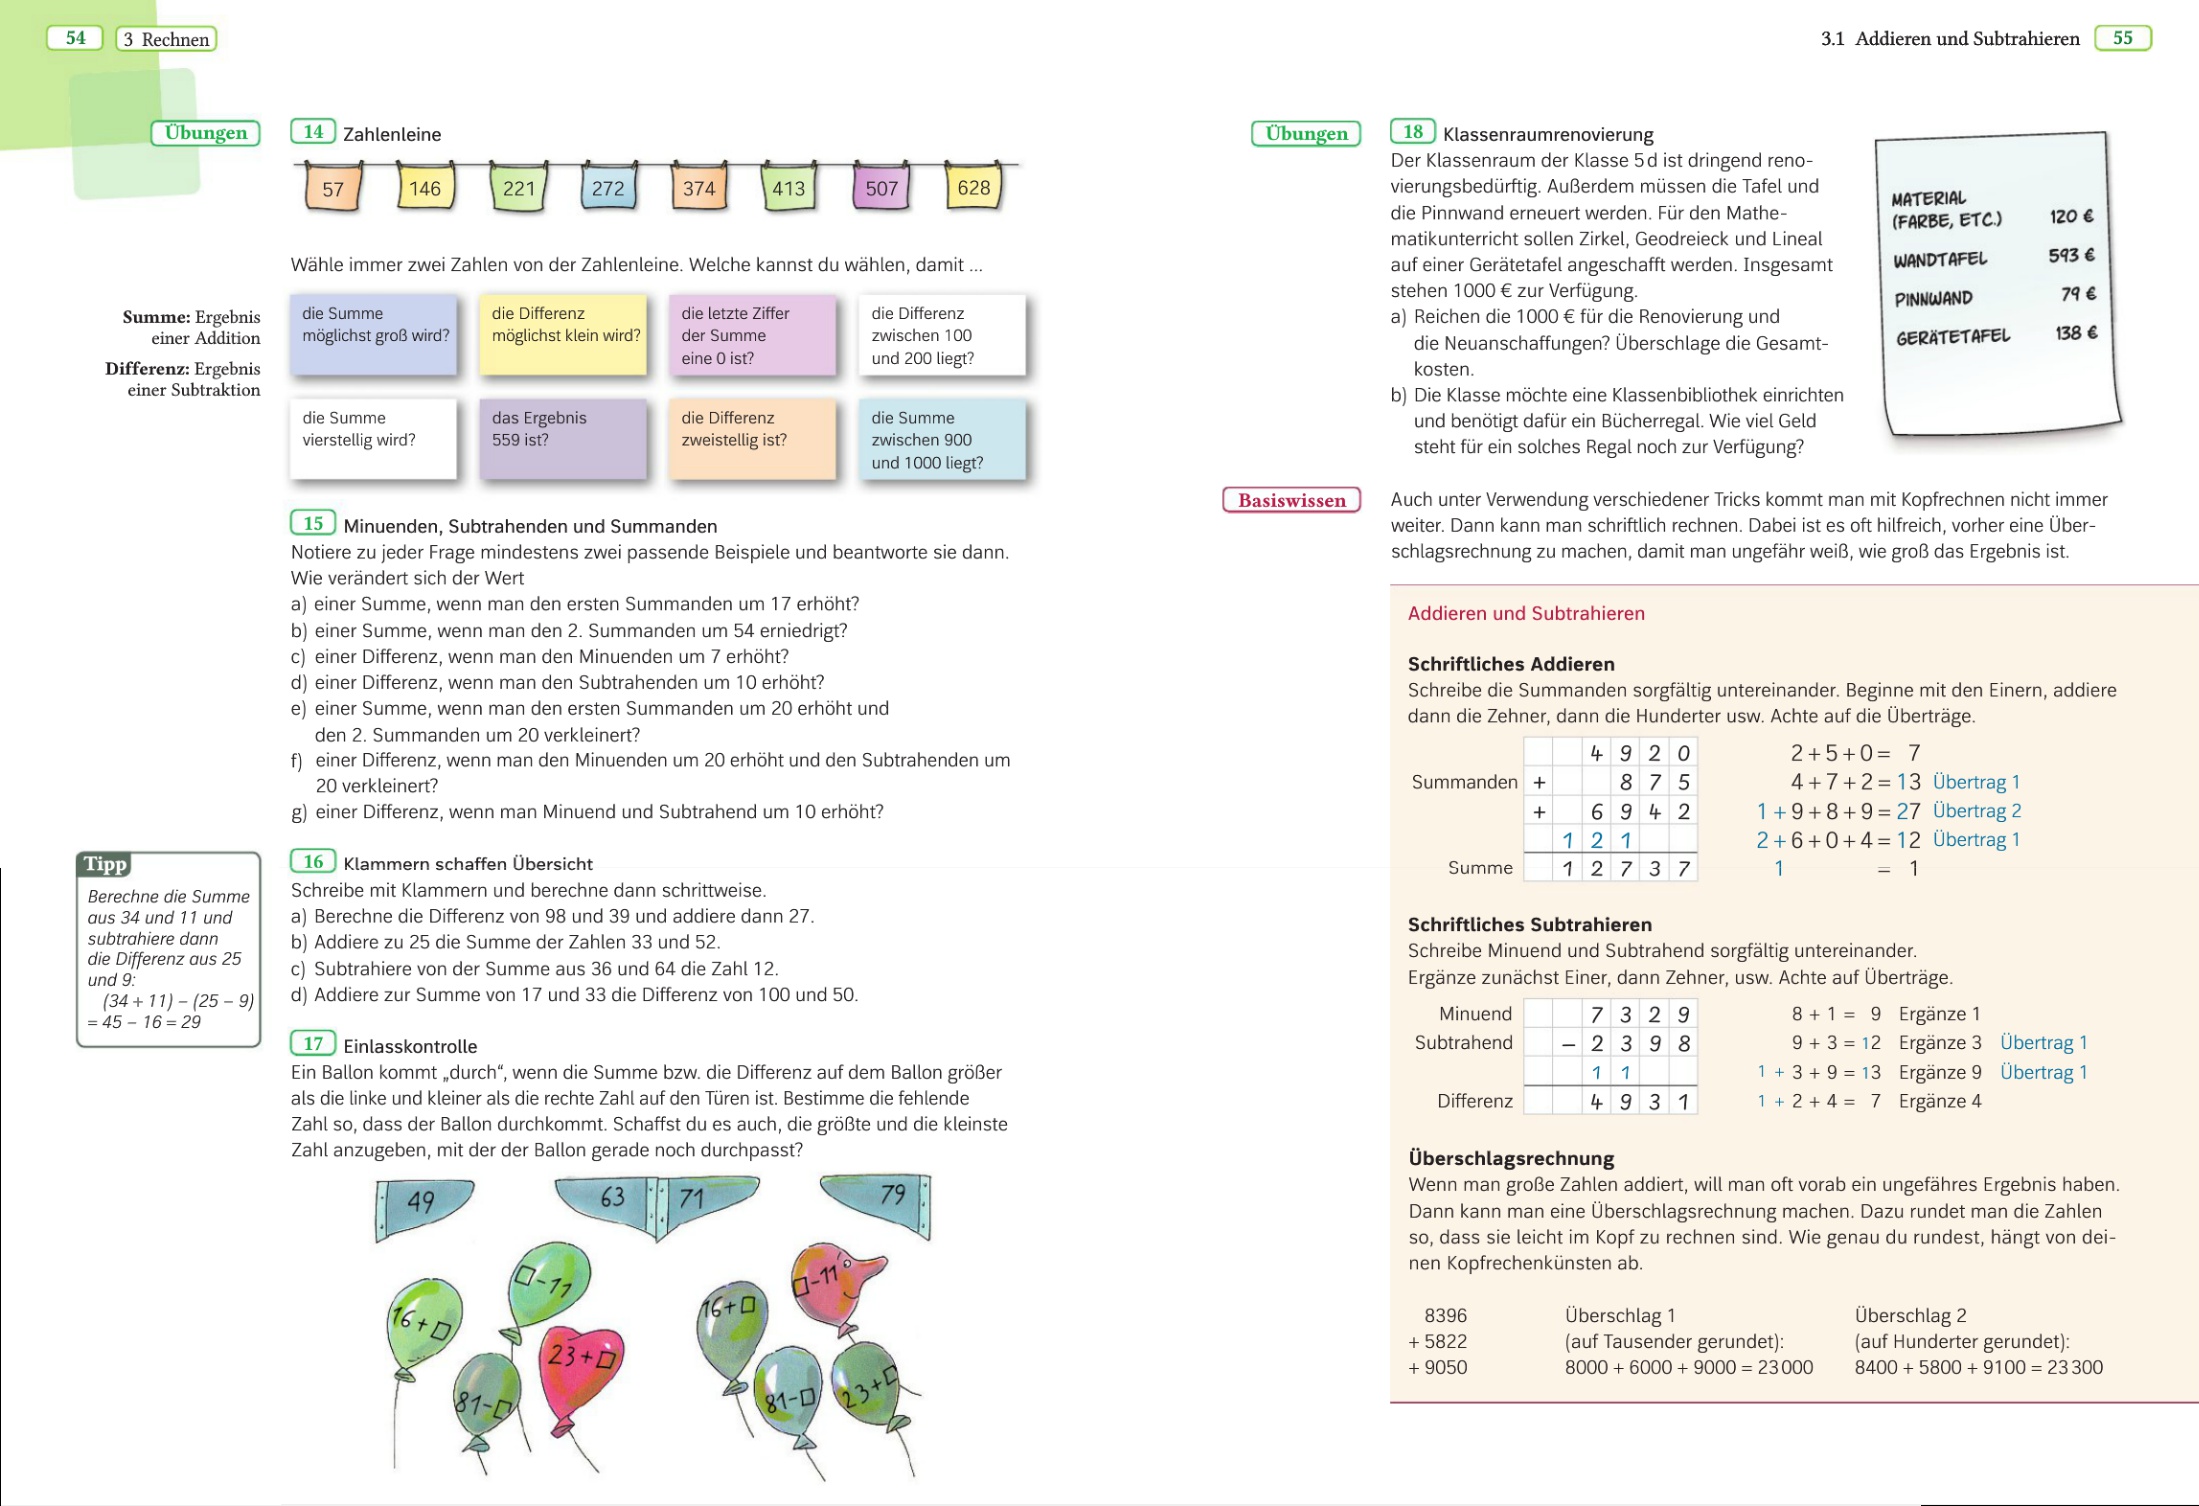 54 3 Rechnen
Übungen
14 Zahlenleine
57 146 221 272 374 413 507 628
Wähle immer zwei Zahlen von der Zahlenleine. Welche kannst du wählen, damit ...
Summe: Ergebnis
einer Addition
Differenz: Ergebnis
einer Subtraktion
die Summe
möglichst groß wird?
die Differenz
möglichst klein wird?
die letzte Ziffer
der Summe
eine 0 ist?
die Differenz
zwischen 100
und 200 liegt?
die Summe
vierstellig wird?
das Ergebnis
559 ist?
die Differenz
zweistellig ist?
die Summe
zwischen 900
und 1000 liegt?
15 Minuenden, Subtrahenden und Summanden
Notiere zu jeder Frage mindestens zwei passende Beispiele und beantworte sie dann.
Wie verändert sich der Wert
a) einer Summe, wenn man den ersten Summanden um 17 erhöht?
b) einer Summe, wenn man den 2. Summanden um 54 erniedrigt?
c) einer Differenz, wenn man den Minuenden um 7 erhöht?
d) einer Differenz, wenn man den Subtrahenden um 10 erhöht?
e) einer Summe, wenn man den ersten Summanden um 20 erhöht und
den 2. Summanden um 20 verkleinert?
f) einer Differenz, wenn man den Minuenden um 20 erhöht und den Subtrahenden um
20 verkleinert?
g) einer Differenz, wenn man Minuend und Subtrahend um 10 erhöht?
Tipp
Berechne die Summe
aus 34 und 11 und
subtrahiere dann
die Differenz aus 25
und 9:
(34 + 11) – (25 – 9)
= 45 – 16 = 29
16 Klammern schaffen Übersicht
Schreibe mit Klammern und berechne dann schrittweise.
a) Berechne die Differenz von 98 und 39 und addiere dann 27.
b) Addiere zu 25 die Summe der Zahlen 33 und 52.
c) Subtrahiere von der Summe aus 36 und 64 die Zahl 12.
d) Addiere zur Summe von 17 und 33 die Differenz von 100 und 50.
17 Einlasskontrolle
Ein Ballon kommt „durch“, wenn die Summe bzw. die Differenz auf dem Ballon größer
als die linke und kleiner als die rechte Zahl auf den Türen ist. Bestimme die fehlende
Zahl so, dass der Ballon durchkommt. Schaffst du es auch, die größte und die kleinste
Zahl anzugeben, mit der der Ballon gerade noch durchpasst?
49 63 71 79
□-11
16+□
23+□
81-□
□-11
16+□
81-□
23+□
3.1 Addieren und Subtrahieren 55
Übungen
18 Klassenraumrenovierung
Der Klassenraum der Klasse 5 d ist dringend reno-
vierungsbedürftig. Außerdem müssen die Tafel und
die Pinnwand erneuert werden. Für den Mathe-
matikunterricht sollen Zirkel, Geodreieck und Lineal
auf einer Gerätetafel angeschafft werden. Insgesamt
stehen 1000 € zur Verfügung.
a) Reichen die 1000 € für die Renovierung und
die Neuanschaffungen? Überschlage die Gesamt-
kosten.
b) Die Klasse möchte eine Klassenbibliothek einrichten
und benötigt dafür ein Bücherregal. Wie viel Geld
steht für ein solches Regal noch zur Verfügung?
MATERIAL
(FARBE, ETC.) 120 €
WANDTAFEL 593 €
PINNWAND 79 €
GERÄTETAFEL 138 €
Basiswissen
Auch unter Verwendung verschiedener Tricks kommt man mit Kopfrechnen nicht immer
weiter. Dann kann man schriftlich rechnen. Dabei ist es oft hilfreich, vorher eine Über-
schlagsrechnung zu machen, damit man ungefähr weiß, wie groß das Ergebnis ist.
Addieren und Subtrahieren
Schriftliches Addieren
Schreibe die Summanden sorgfältig untereinander. Beginne mit den Einern, addiere
dann die Zehner, dann die Hunderter usw. Achte auf die Überträge.
4 9 2 0 2 + 5 + 0 = 7
Summanden + 8 7 5 4 + 7 + 2 = 13 Übertrag 1
+ 6 9 4 2 1 + 9 + 8 + 9 = 27 Übertrag 2
1 2 1 2 + 6 + 0 + 4 = 12 Übertrag 1
Summe 1 2 7 3 7 1 = 1
Schriftliches Subtrahieren
Schreibe Minuend und Subtrahend sorgfältig untereinander.
Ergänze zunächst Einer, dann Zehner, usw. Achte auf Überträge.
Minuend 7 3 2 9 8 + 1 = 9 Ergänze 1
Subtrahend – 2 3 9 8 9 + 3 = 12 Ergänze 3 Übertrag 1
1 1 1 + 3 + 9 = 13 Ergänze 9 Übertrag 1
Differenz 4 9 3 1 1 + 2 + 4 = 7 Ergänze 4
Überschlagsrechnung
Wenn man große Zahlen addiert, will man oft vorab ein ungefähres Ergebnis haben.
Dann kann man eine Überschlagsrechnung machen. Dazu rundet man die Zahlen
so, dass sie leicht im Kopf zu rechnen sind. Wie genau du rundest, hängt von dei-
nen Kopfrechenkünsten ab.
8396 Überschlag 1 Überschlag 2
+ 5822 (auf Tausender gerundet): (auf Hunderter gerundet):
+ 9050 8000 + 6000 + 9000 = 23 000 8400 + 5800 + 9100 = 23 300